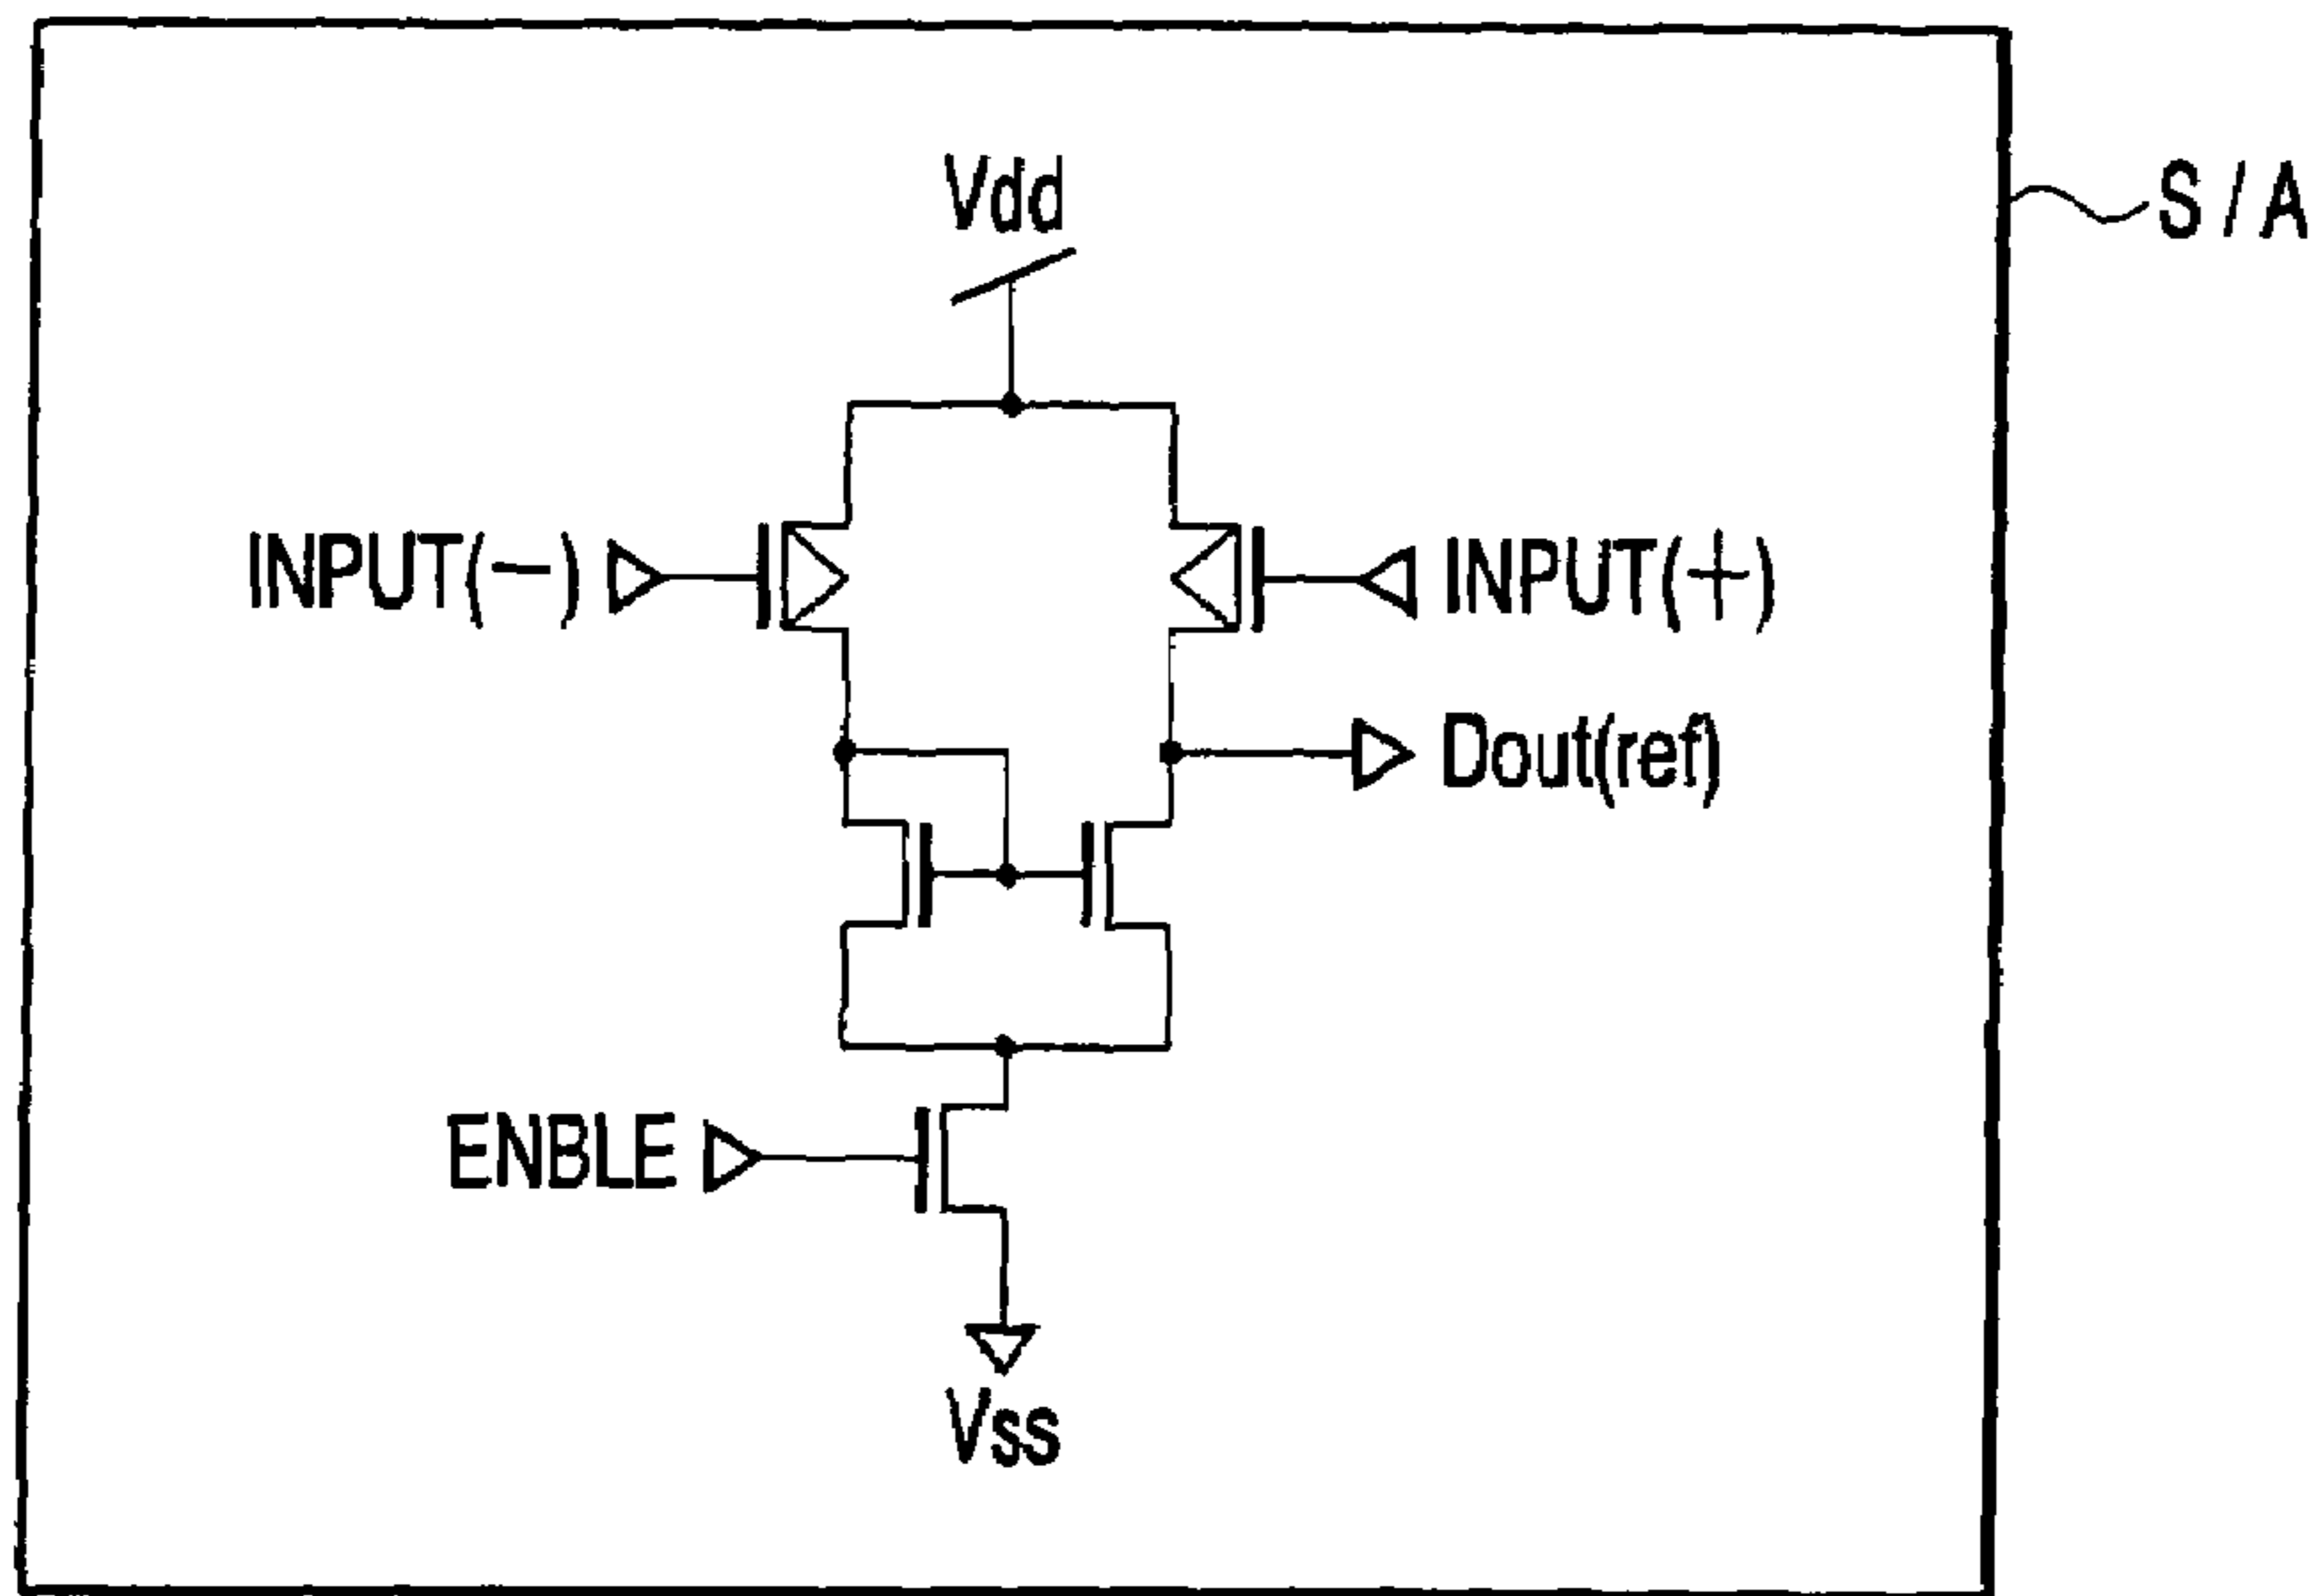 Vdd
S/A
INPUT(−)
INPUT(+)
Dout(ref)
ENBLE
Vss